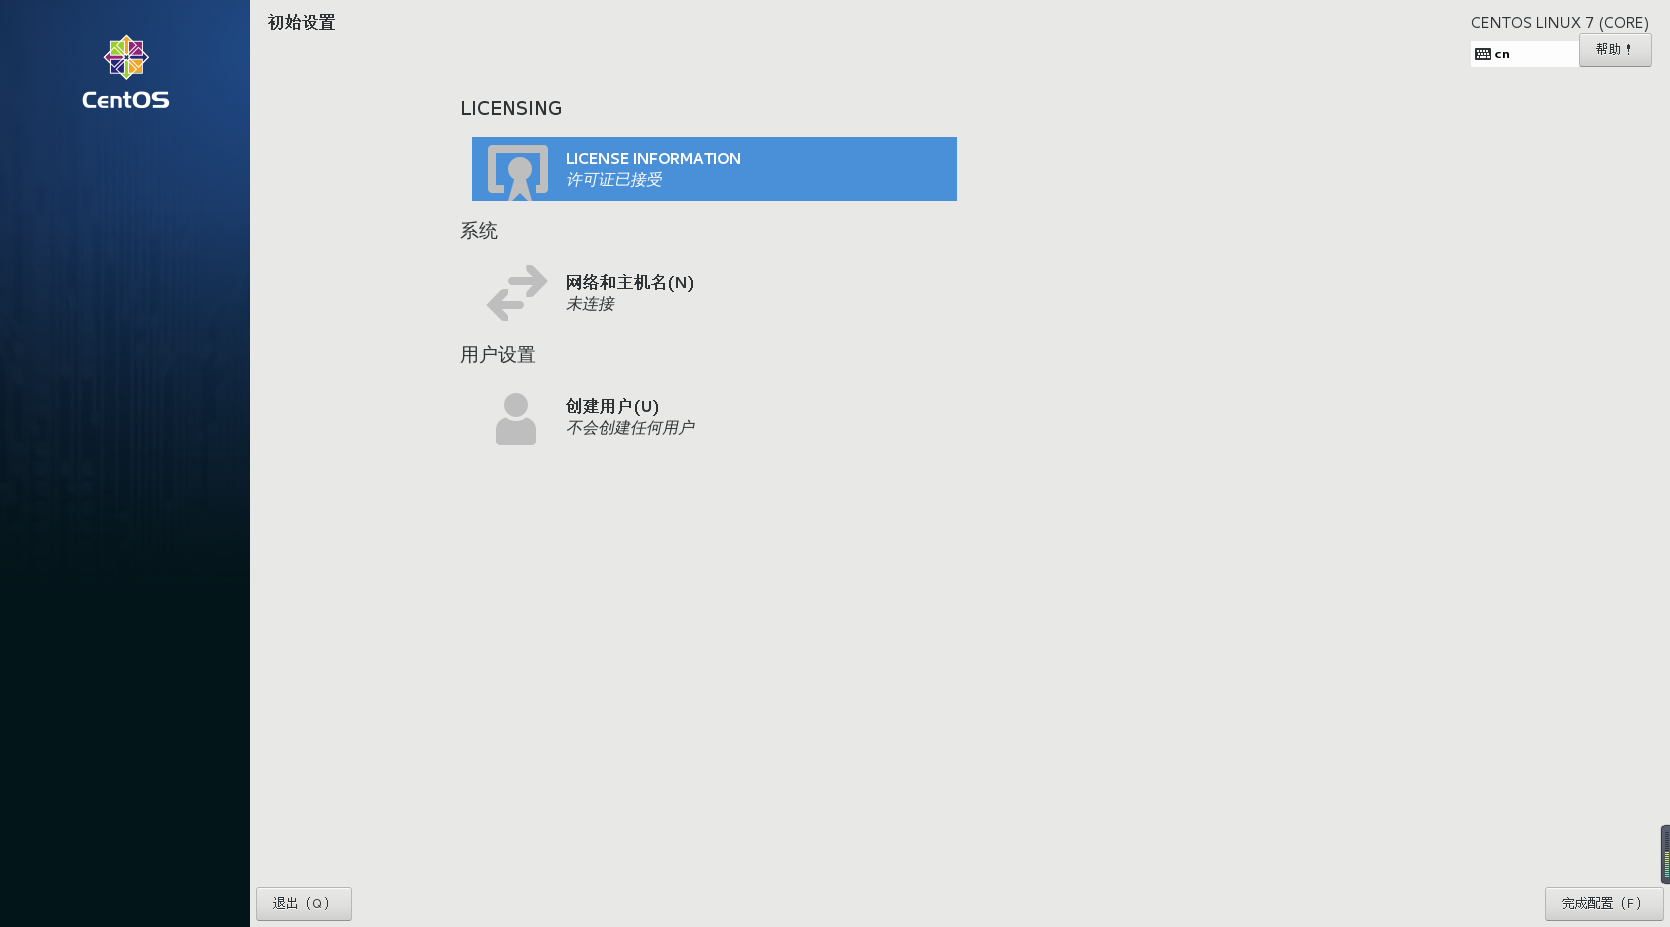 CentOS
初始设置
CENTOS LINUX 7 (CORE)
cn
帮助！
LICENSING
LICENSE INFORMATION
许可证已接受
系统
网络和主机名(N)
未连接
用户设置
创建用户(U)
不会创建任何用户
退出（Q）
完成配置（F）